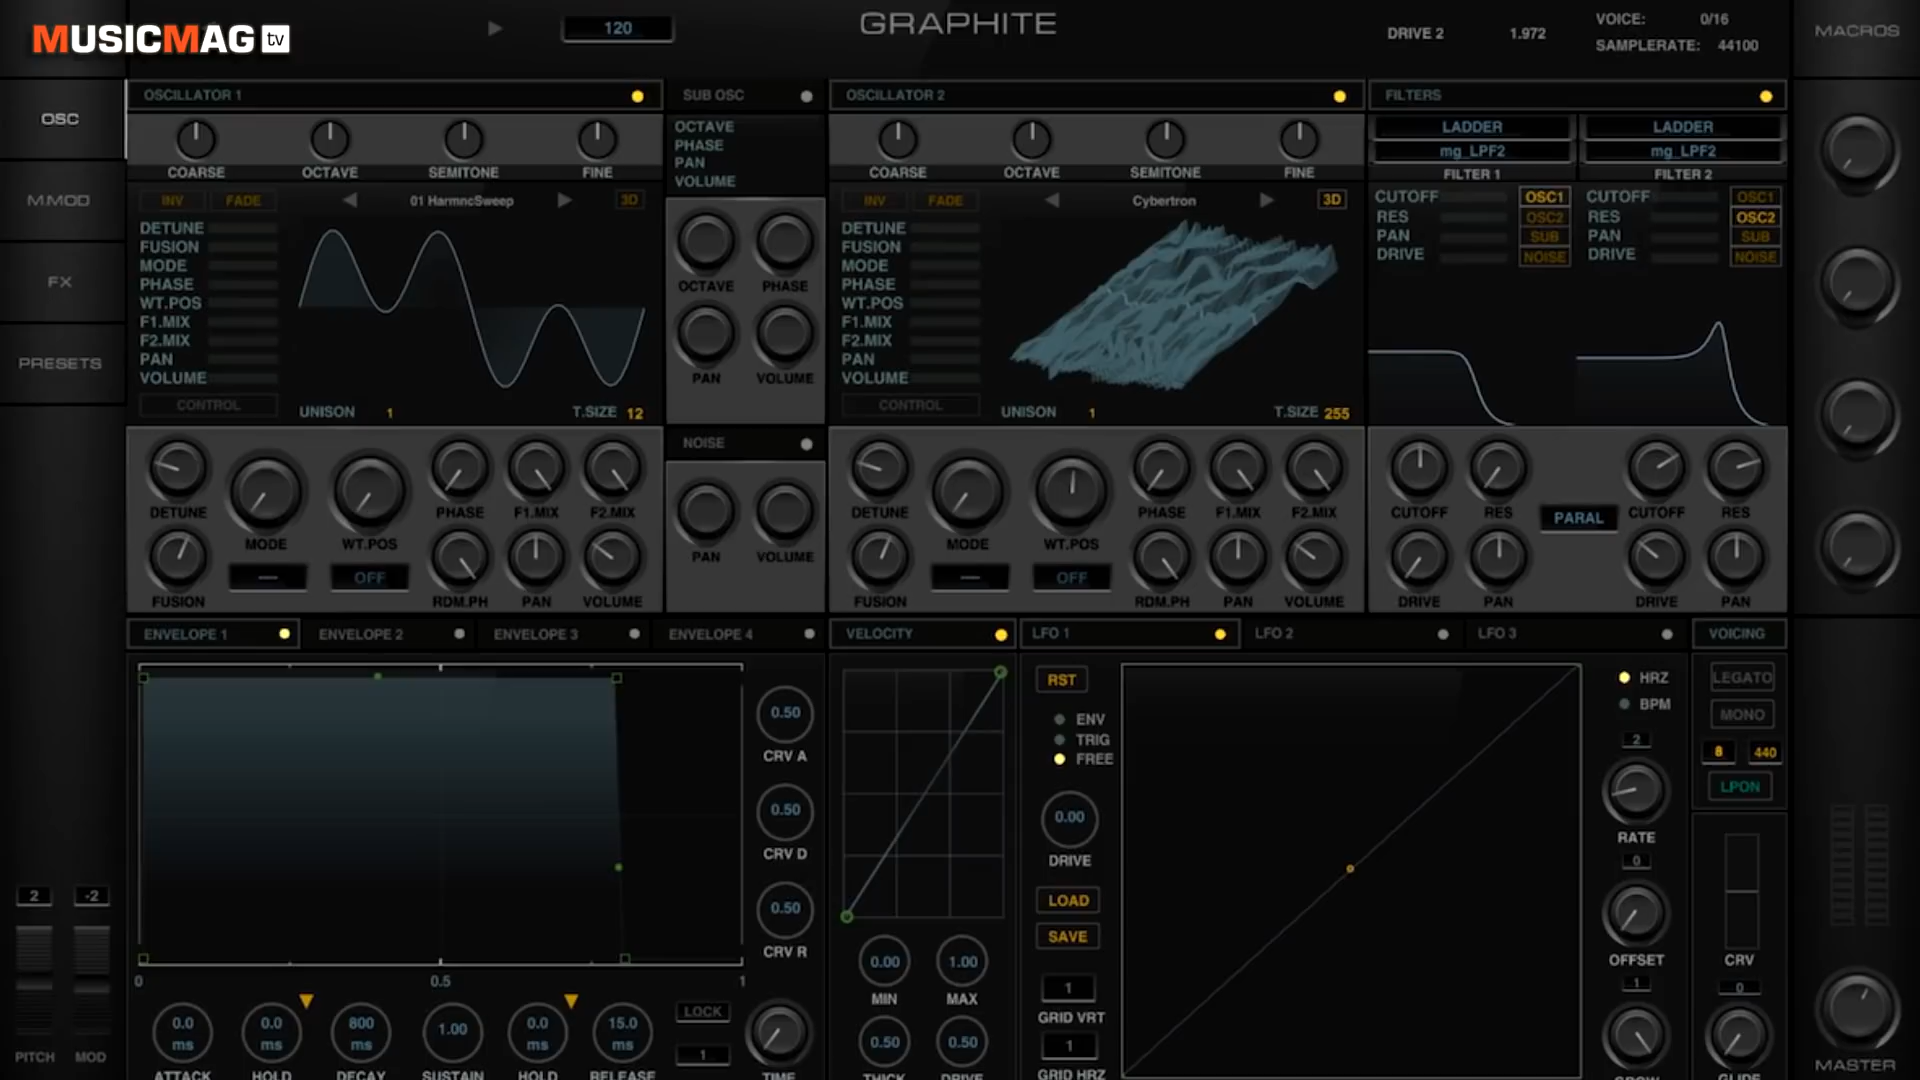 MUSICMAG tv
120
GRAPHITE
DRIVE 2 1.972
VOICE: 0/16
SAMPLERATE: 44100
MACROS
OSC
M.MOD
FX
PRESETS
OSCILLATOR 1
COARSE OCTAVE SEMITONE FINE
INV FADE 01 HarmncSweep 3D
DETUNE
FUSION
MODE
PHASE
WT.POS
F1.MIX
F2.MIX
PAN
VOLUME
CONTROL
UNISON 1 T.SIZE 12
DETUNE MODE WT.POS PHASE F1.MIX F2.MIX
— OFF
FUSION RDM.PH PAN VOLUME
SUB OSC
OCTAVE
PHASE
PAN
VOLUME
OCTAVE PHASE
PAN VOLUME
NOISE
PAN VOLUME
OSCILLATOR 2
COARSE OCTAVE SEMITONE FINE
INV FADE Cybertron 3D
DETUNE
FUSION
MODE
PHASE
WT.POS
F1.MIX
F2.MIX
PAN
VOLUME
CONTROL
UNISON 1 T.SIZE 255
DETUNE MODE WT.POS PHASE F1.MIX F2.MIX
— OFF
FUSION RDM.PH PAN VOLUME
FILTERS
LADDER LADDER
mg_LPF2 mg_LPF2
FILTER 1 FILTER 2
CUTOFF OSC1 CUTOFF OSC1
RES OSC2 RES OSC2
PAN SUB PAN SUB
DRIVE NOISE DRIVE NOISE
CUTOFF RES PARAL CUTOFF RES
DRIVE PAN DRIVE PAN
ENVELOPE 1 ENVELOPE 2 ENVELOPE 3 ENVELOPE 4
0.50
CRV A
0.50
CRV D
0.50
CRV R
0 0.5 1
0.0 ms 0.0 ms 800 ms 1.00 0.0 ms 15.0 ms
LOCK
1
ATTACK HOLD DECAY SUSTAIN HOLD RELEASE TIME
VELOCITY
0.00 1.00
MIN MAX
0.50 0.50
THICK DRIVE
LFO 1 LFO 2 LFO 3
RST
ENV
TRIG
FREE
0.00
DRIVE
LOAD
SAVE
1
GRID VRT
1
GRID HRZ
HRZ
BPM
2
RATE
0
OFFSET
1
GROW
VOICING
LEGATO
MONO
8 440
LPON
CRV
0
GLIDE
2 -2
PITCH MOD
MASTER